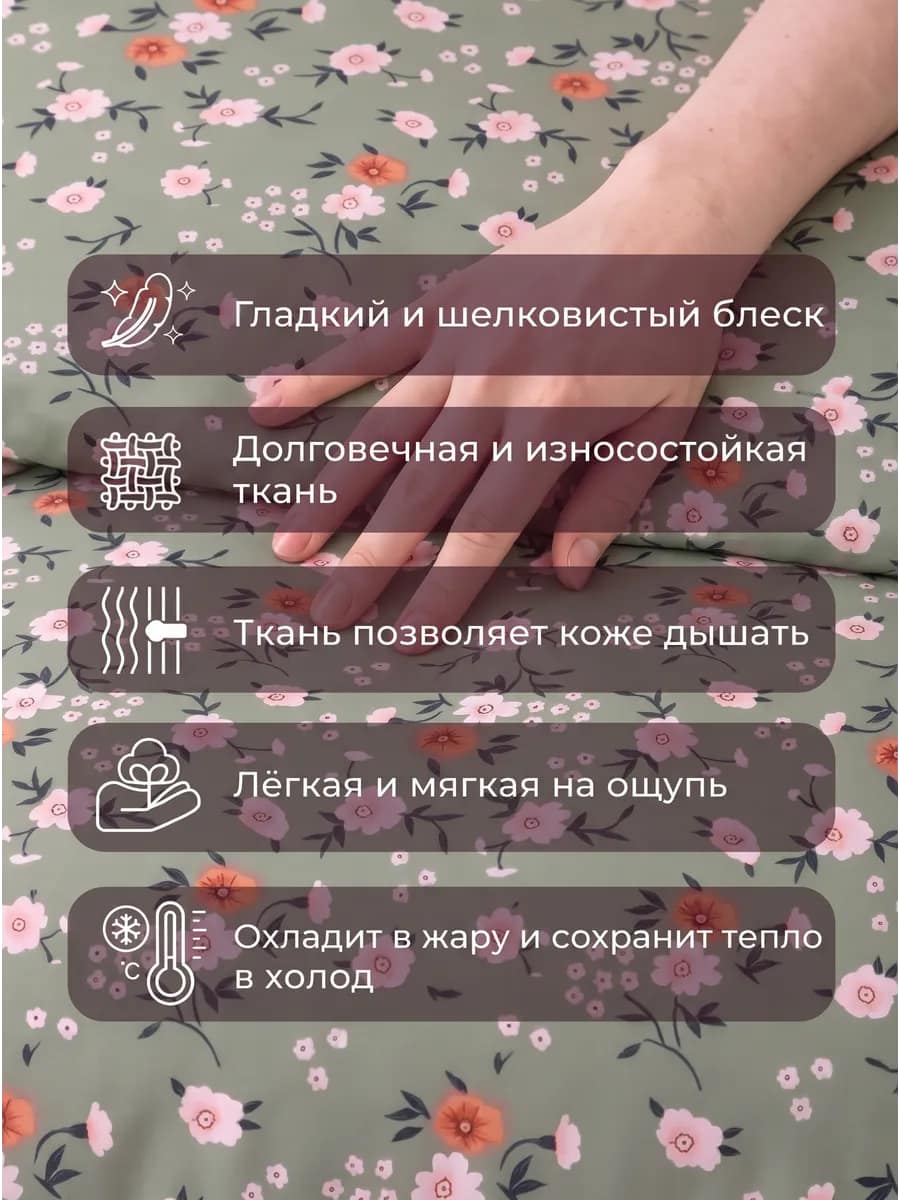 Гладкий и шелковистый блеск
Долговечная и износостойкая
ткань
Ткань позволяет коже дышать
Лёгкая и мягкая на ощупь
°C
Охладит в жару и сохранит тепло
в холод